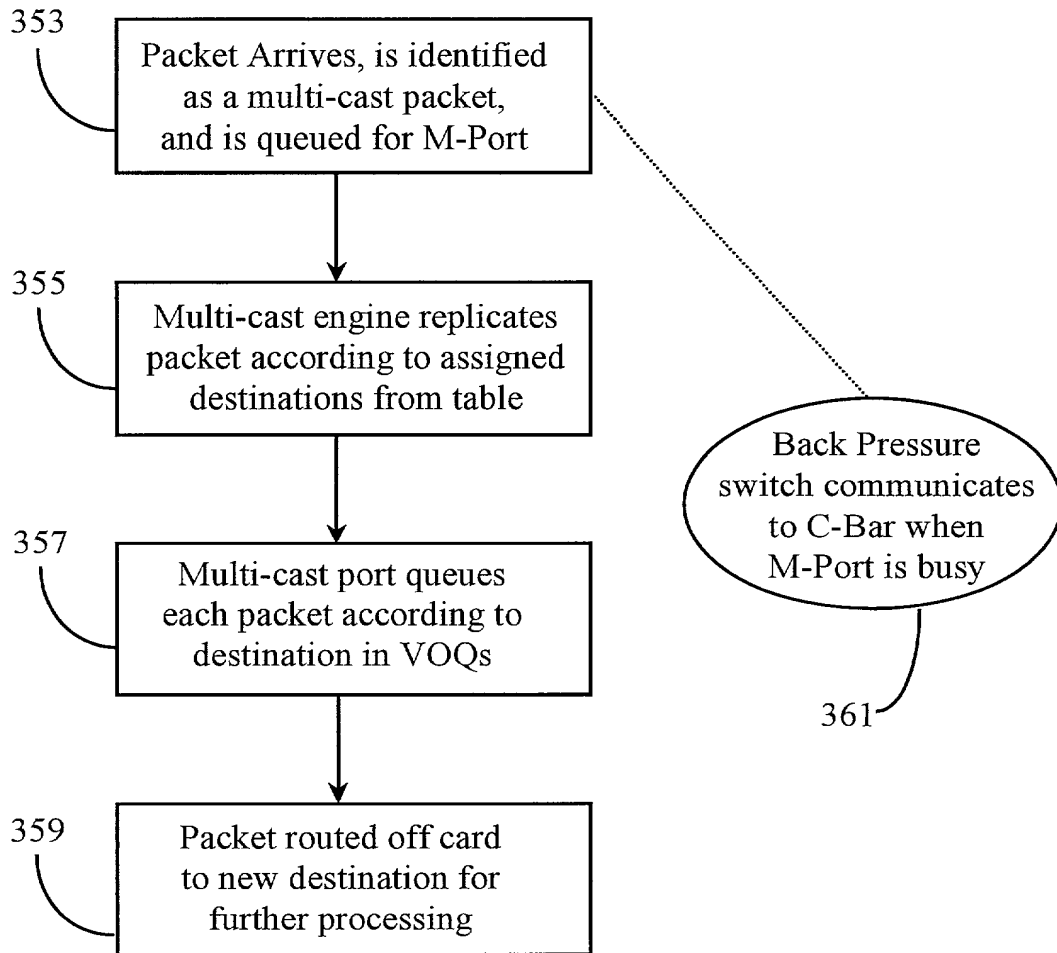 353
Packet Arrives, is identified
as a multi-cast packet,
and is queued for M-Port
355
Multi-cast engine replicates
packet according to assigned
destinations from table
Back Pressure
switch communicates
to C-Bar when
M-Port is busy
361
357
Multi-cast port queues
each packet according to
destination in VOQs
359
Packet routed off card
to new destination for
further processing